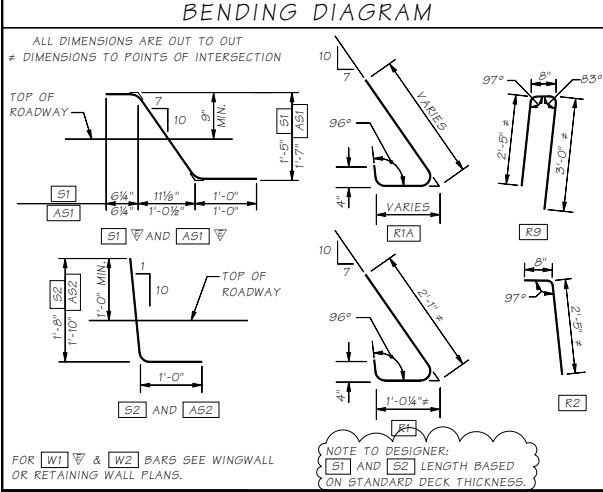 BENDING DIAGRAM
ALL DIMENSIONS ARE OUT TO OUT
≠ DIMENSIONS TO POINTS OF INTERSECTION
TOP OF
ROADWAY
7
10
9"
MIN.
S1
AS1
1'-5"
1'-7"
S1
AS1
6¼"
6¼"
11⅛"
1'-0½"
1'-0"
1'-0"
S1 E AND AS1 E
10
7
VARIES
96°
4"
VARIES
R1A
97°
8"
83°
2'-5" ≠
3'-0" ≠
R9
S2
AS2
1'-8"
1'-10"
1'-0" MIN.
1
10
TOP OF
ROADWAY
1'-0"
S2 AND AS2
10
7
2'-1" ≠
96°
4"
1'-0¼"≠
R1
8"
97°
2'-5" ≠
R2
FOR W1 E & W2 BARS SEE WINGWALL
OR RETAINING WALL PLANS.
NOTE TO DESIGNER:
S1 AND S2 LENGTH BASED
ON STANDARD DECK THICKNESS.